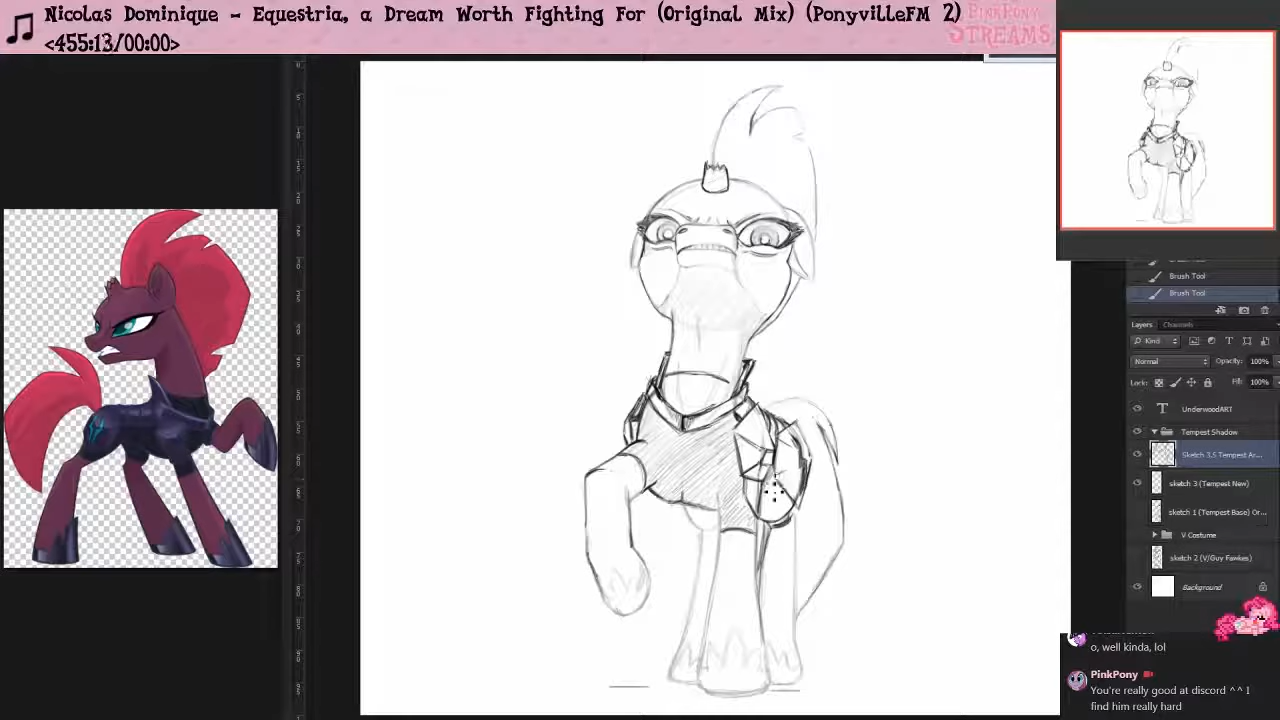 Nicolas Dominique - Equestria, a Dream Worth Fighting For (Original Mix) (PonyvilleFM 2)
<455:13/00:00>
PinkPony
Streams
Brush Tool
Brush Tool
Layers Channels
Kind
Normal Opacity: 100%
Lock: Fill: 100%
UnderwoodART
Tempest Shadow
Sketch 3,5 Tempest Ar...
sketch 3 (Tempest New)
sketch 1 (Tempest Base) Or...
V Costume
sketch 2 (V/Guy Fawkes)
Background
o, well kinda, lol
PinkPony
You're really good at discord ^^ I
find him really hard